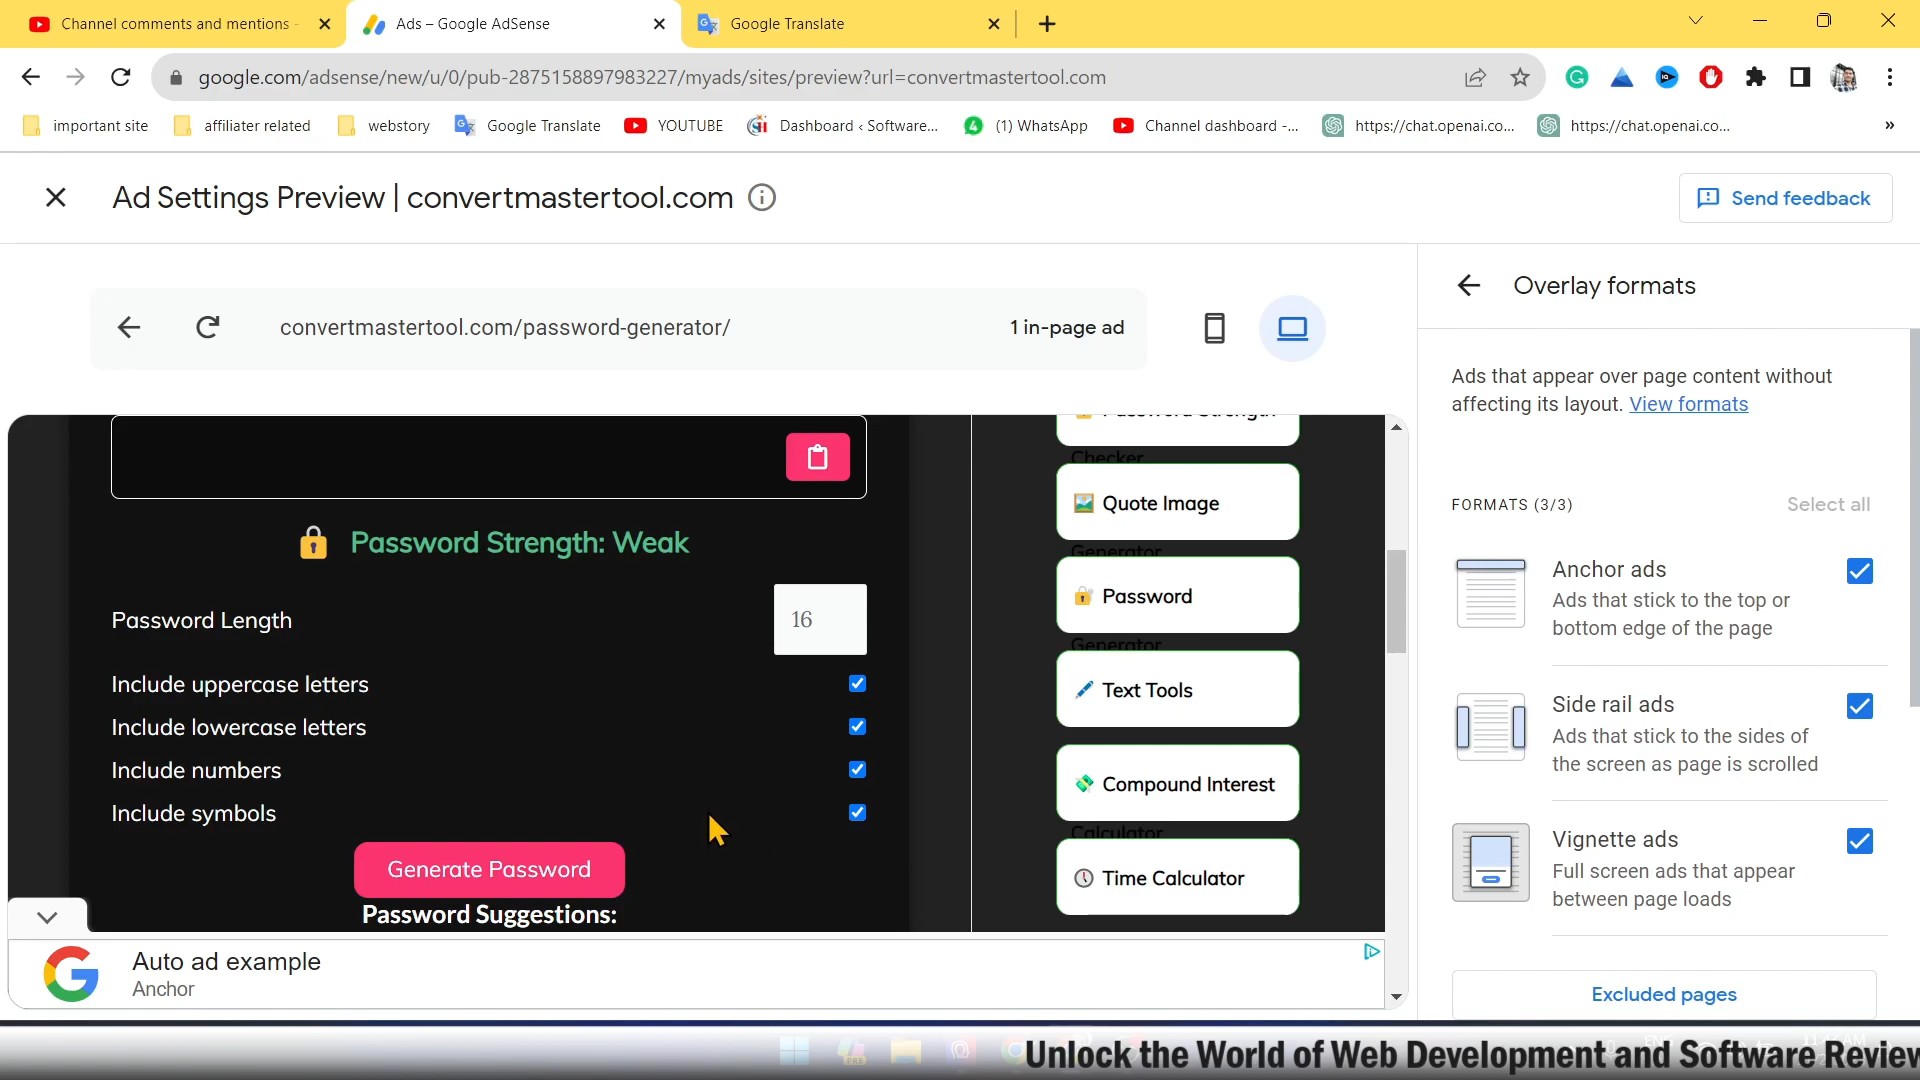 Channel comments and mentions -
Ads – Google AdSense
Google Translate
google.com/adsense/new/u/0/pub-2875158897983227/myads/sites/preview?url=convertmastertool.com
important site
affiliater related
webstory
Google Translate
YOUTUBE
Dashboard ‹ Software...
(1) WhatsApp
Channel dashboard -...
https://chat.openai.co...
https://chat.openai.co...
»
Ad Settings Preview | convertmastertool.com
Send feedback
convertmastertool.com/password-generator/
1 in-page ad
Overlay formats
Ads that appear over page content without
affecting its layout. View formats
FORMATS (3/3)
Select all
Anchor ads
Ads that stick to the top or
bottom edge of the page
Side rail ads
Ads that stick to the sides of
the screen as page is scrolled
Vignette ads
Full screen ads that appear
between page loads
Excluded pages
Password Strength: Weak
Password Length
16
Include uppercase letters
Include lowercase letters
Include numbers
Include symbols
Generate Password
Password Suggestions:
Password Strength
Checker
Quote Image
Generator
Password
Generator
Text Tools
Compound Interest
Calculator
Time Calculator
Auto ad example
Anchor
Unlock the World of Web Development and Software Review